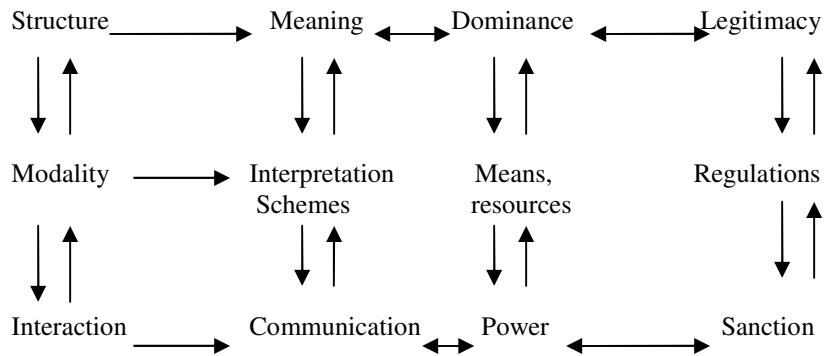 Structure Meaning Dominance Legitimacy
Modality Interpretation Means, Regulations
Schemes resources
Interaction Communication Power Sanction